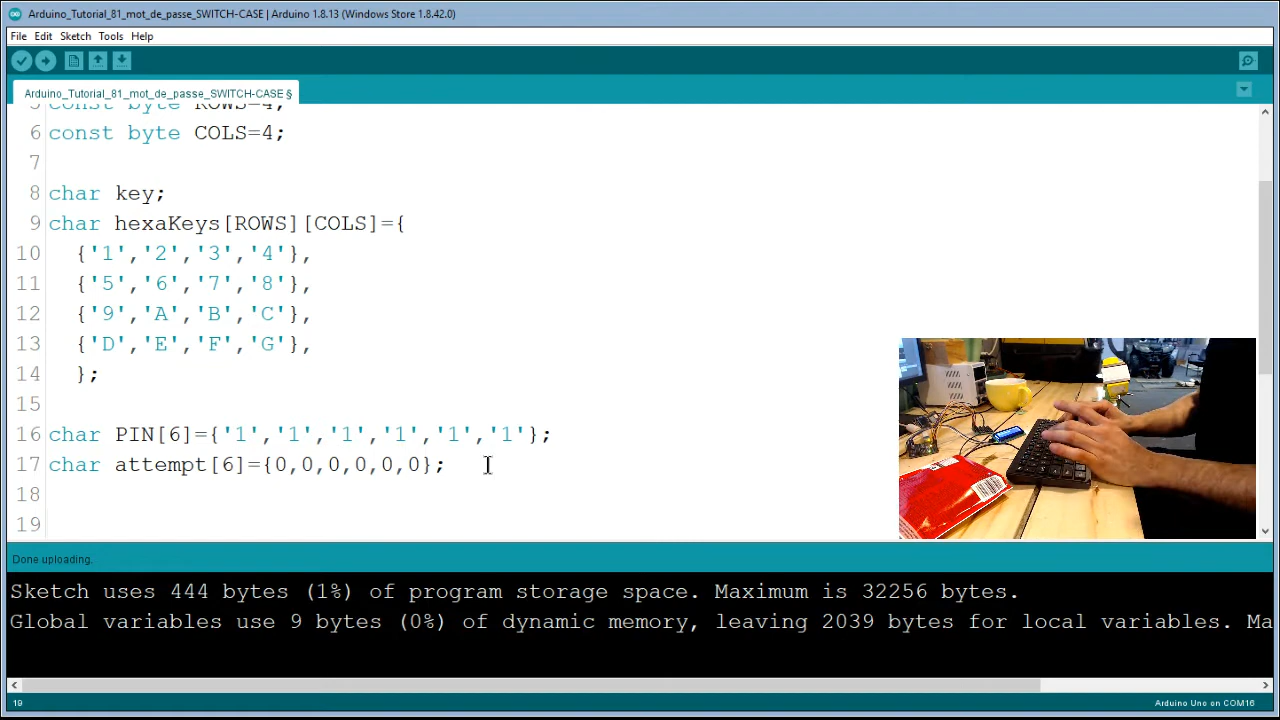 Arduino_Tutorial_81_mot_de_passe_SWITCH-CASE | Arduino 1.8.13 (Windows Store 1.8.42.0)
File Edit Sketch Tools Help
Arduino_Tutorial_81_mot_de_passe_SWITCH-CASE §
5 const byte ROWS=4;
6 const byte COLS=4;
7
8 char key;
9 char hexaKeys[ROWS][COLS]={
10 {'1','2','3','4'},
11 {'5','6','7','8'},
12 {'9','A','B','C'},
13 {'D','E','F','G'},
14 };
15
16 char PIN[6]={'1','1','1','1','1','1'};
17 char attempt[6]={0,0,0,0,0,0};
18
19
Done uploading.
Sketch uses 444 bytes (1%) of program storage space. Maximum is 32256 bytes.
Global variables use 9 bytes (0%) of dynamic memory, leaving 2039 bytes for local variables. Ma
19 Arduino Uno on COM16